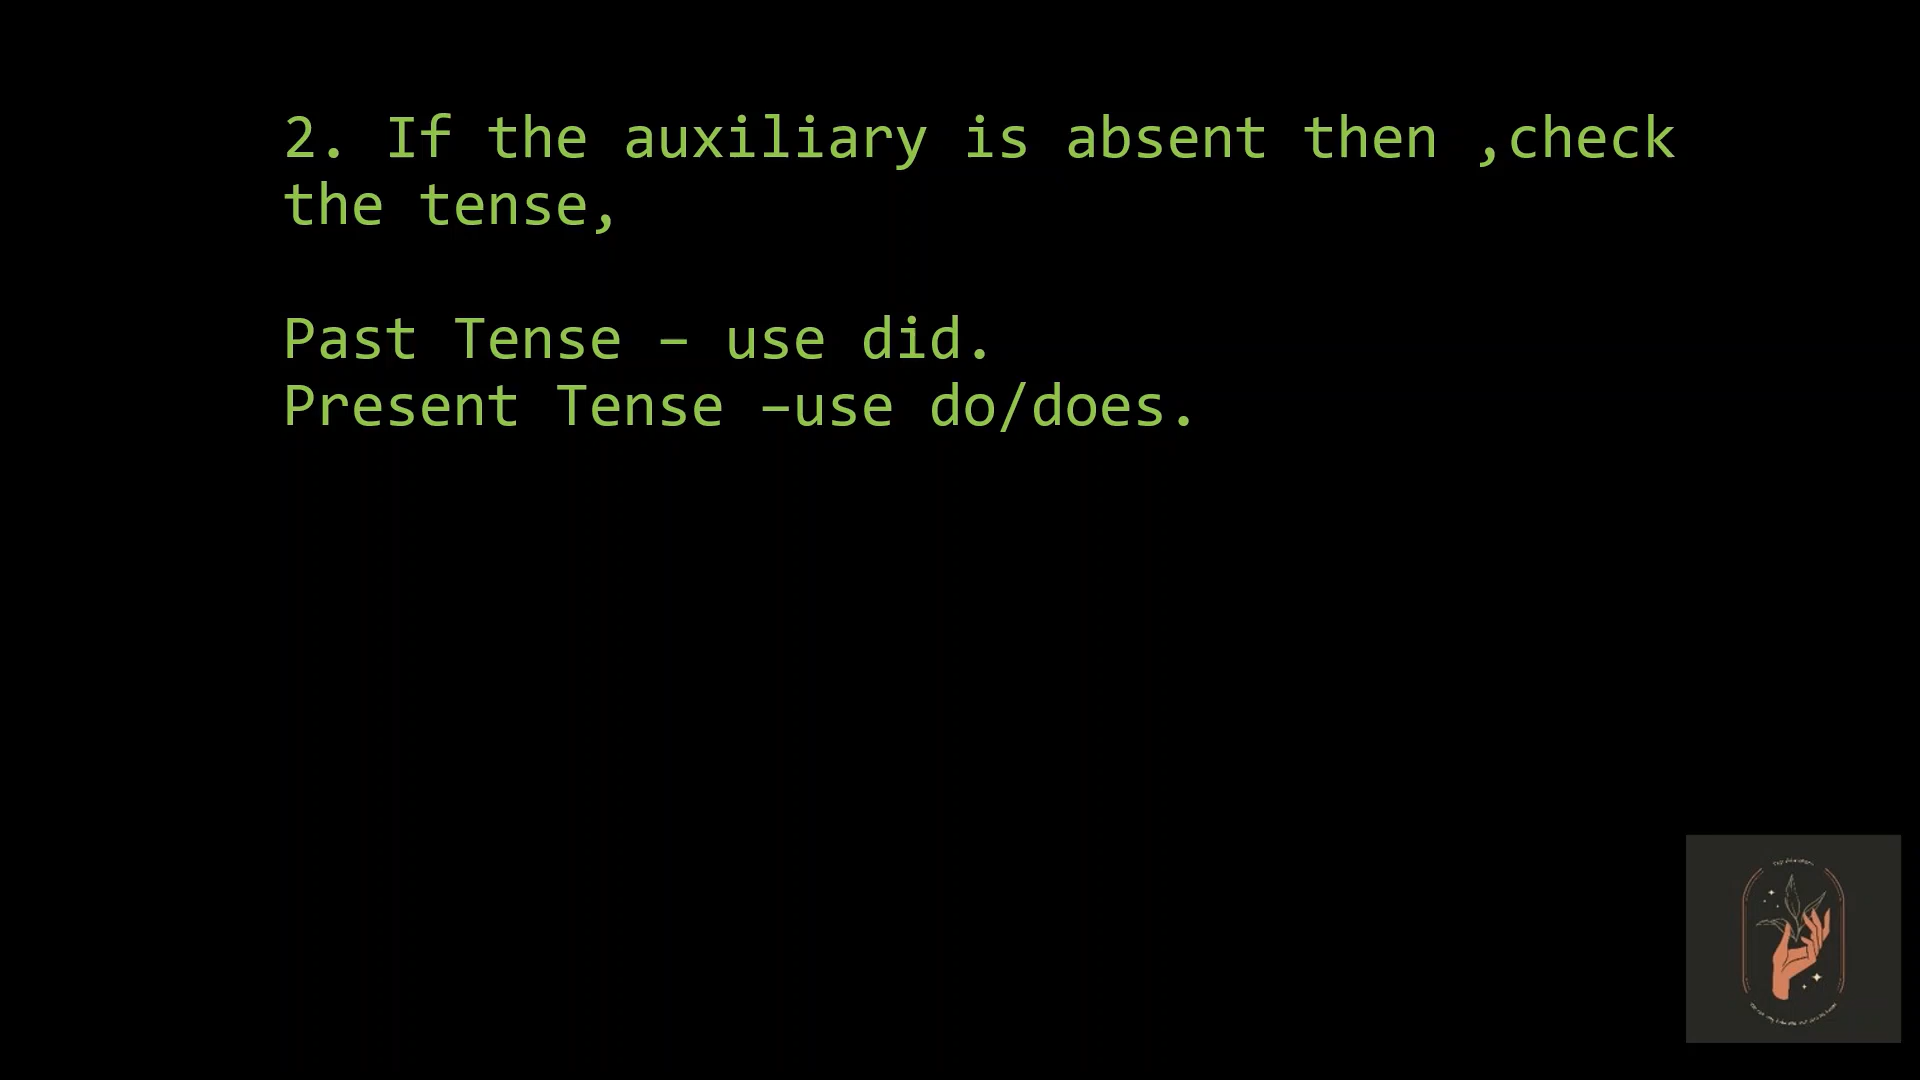 2. If the auxiliary is absent then ,check
the tense,
Past Tense – use did.
Present Tense –use do/does.